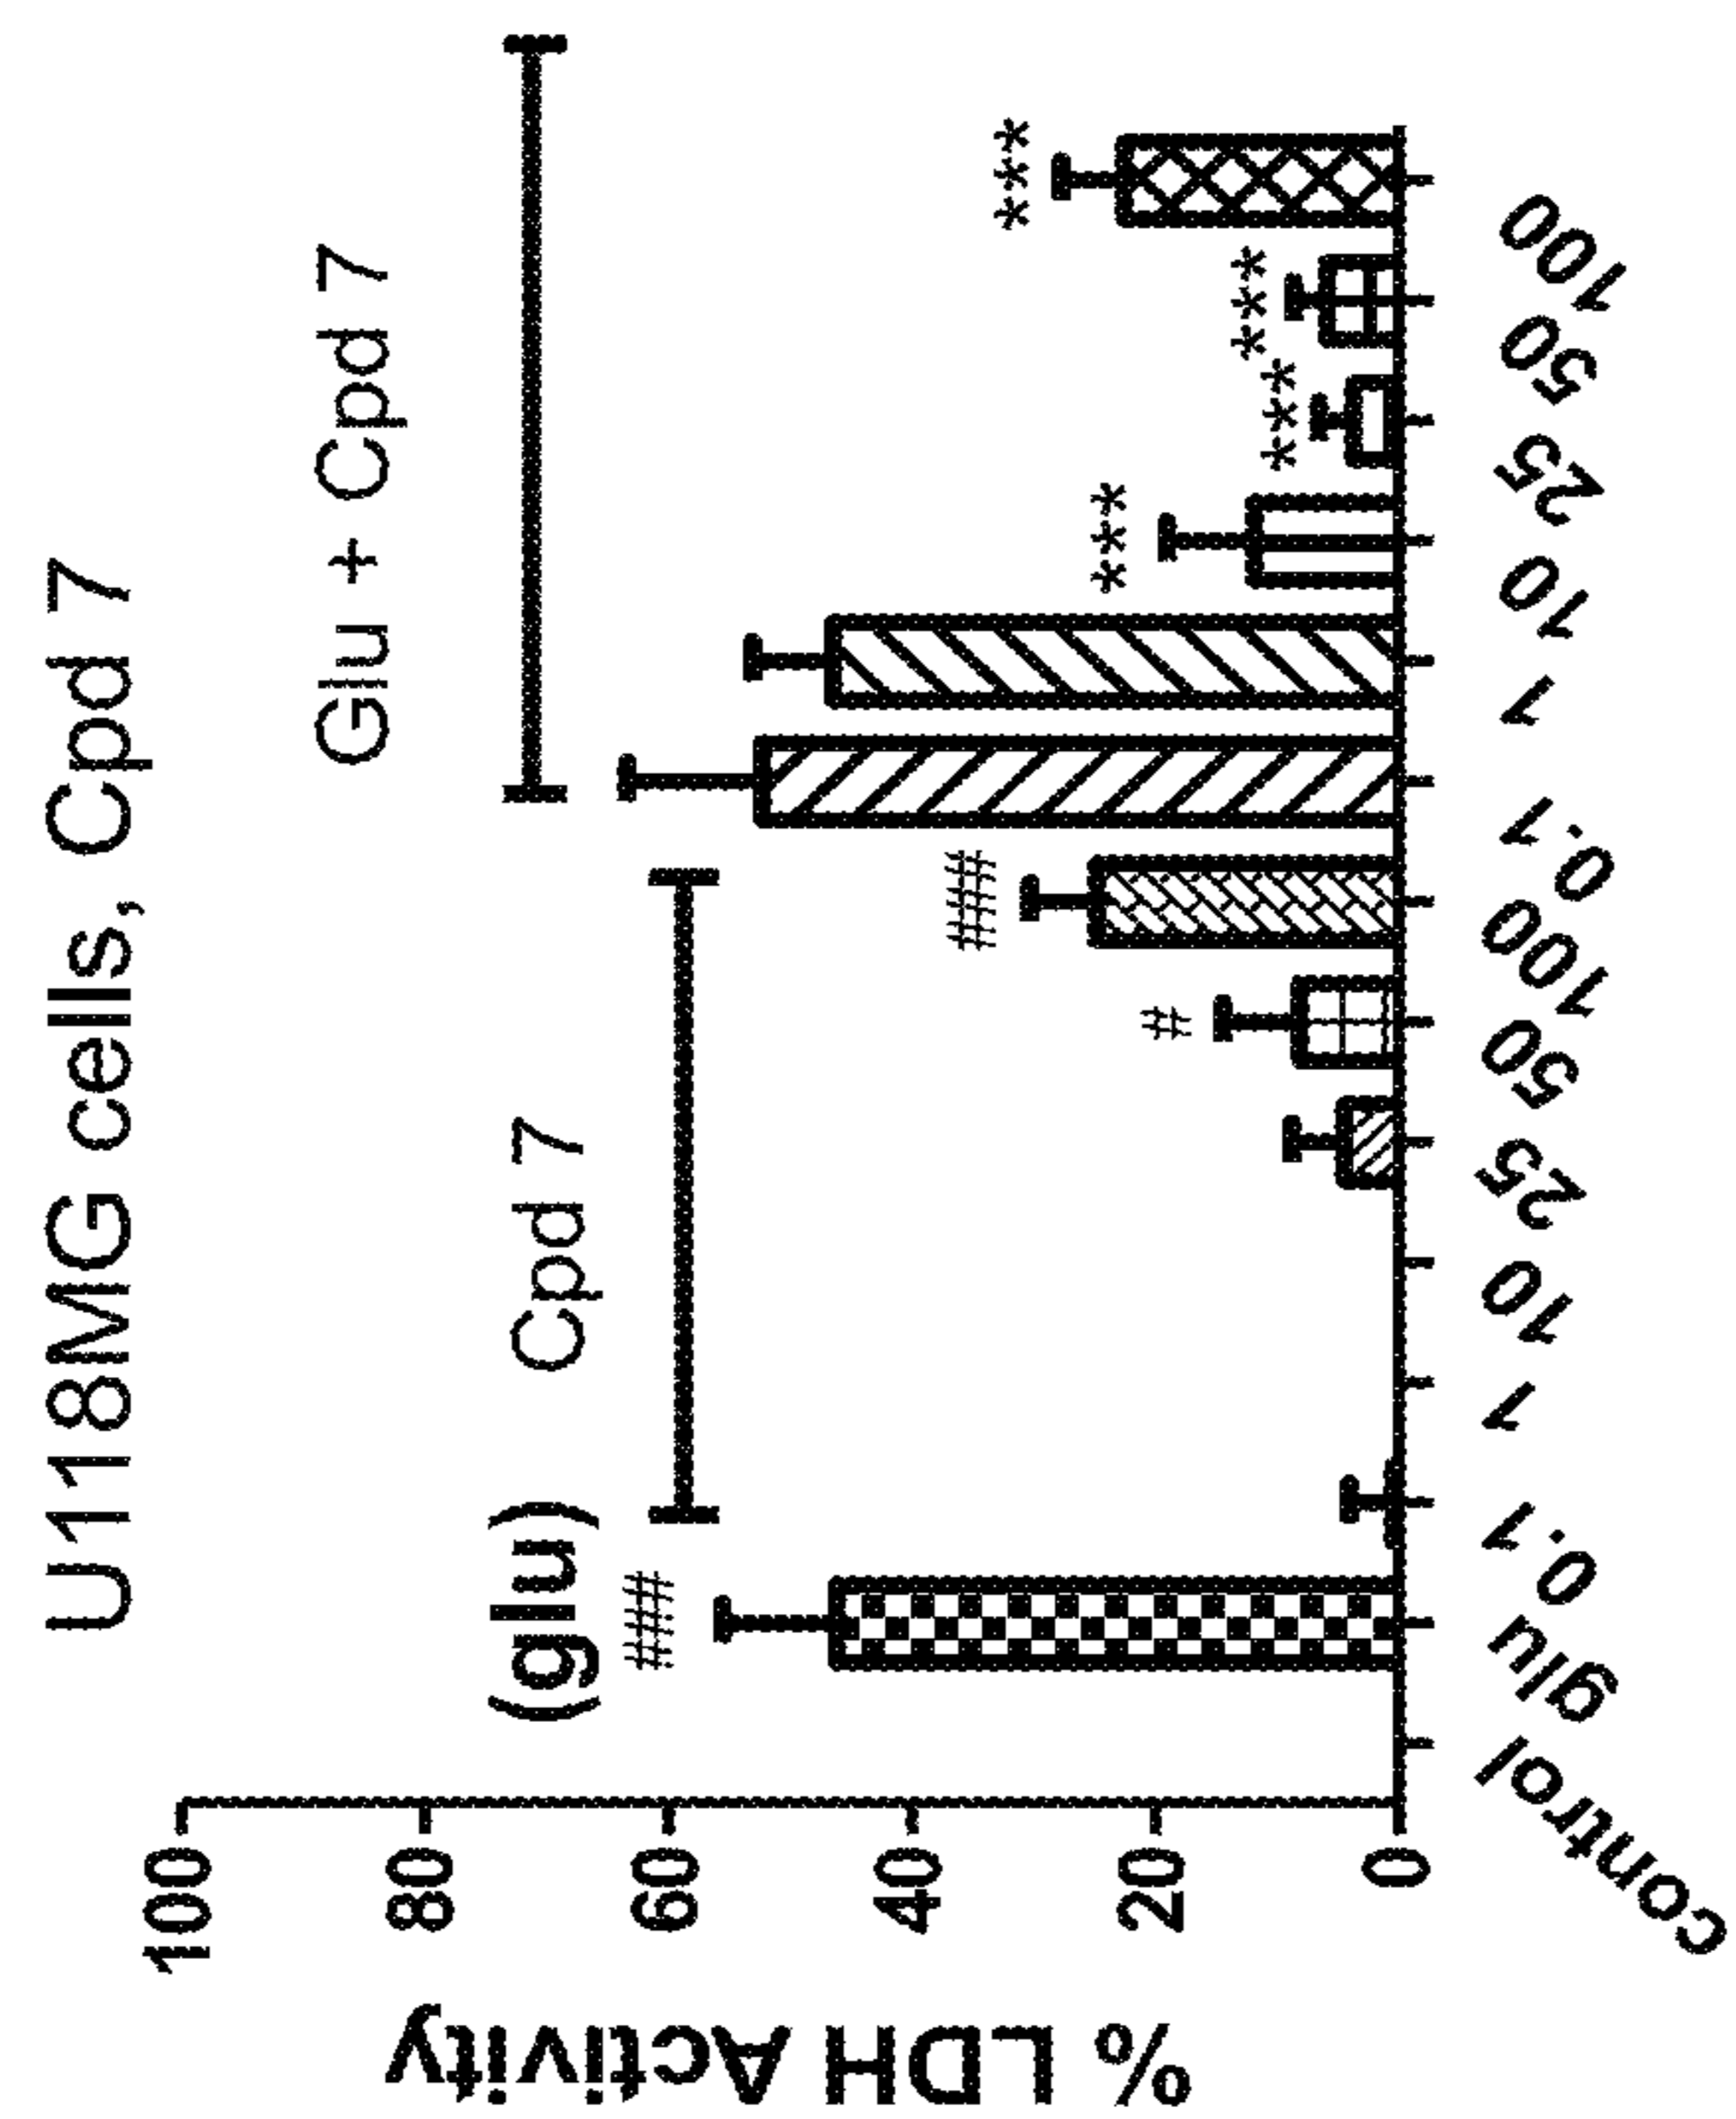 U118MG cells, Cpd 7
Glu + Cpd 7
(glu) Cpd 7
###
#
###
***
***
***
***
% LDH Activity
100
80
60
40
20
0
control glu 0.1 1 10 25 50 100 0.1 1 10 25 50 100